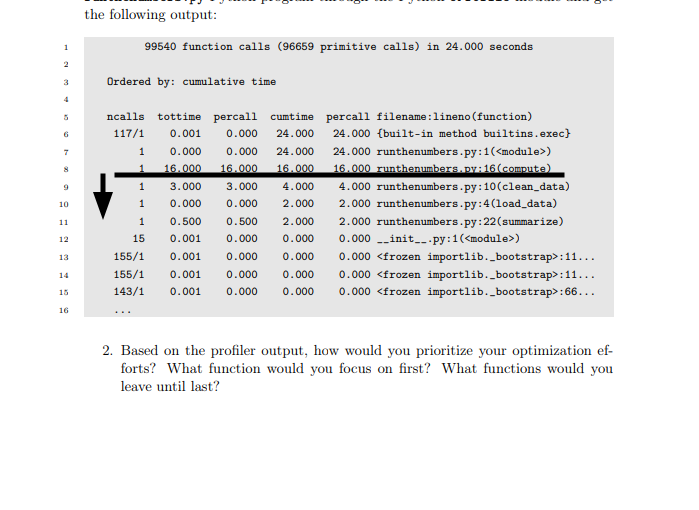 the following output:
1 99540 function calls (96659 primitive calls) in 24.000 seconds
2
3 Ordered by: cumulative time
4
5 ncalls tottime percall cumtime percall filename:lineno(function)
6 117/1 0.001 0.000 24.000 24.000 {built-in method builtins.exec}
7 1 0.000 0.000 24.000 24.000 runthenumbers.py:1(<module>)
8 1 16.000 16.000 16.000 16.000 runthenumbers.py:16(compute)
9 1 3.000 3.000 4.000 4.000 runthenumbers.py:10(clean_data)
10 1 0.000 0.000 2.000 2.000 runthenumbers.py:4(load_data)
11 1 0.500 0.500 2.000 2.000 runthenumbers.py:22(summarize)
12 15 0.001 0.000 0.000 0.000 __init__.py:1(<module>)
13 155/1 0.001 0.000 0.000 0.000 <frozen importlib._bootstrap>:11...
14 155/1 0.001 0.000 0.000 0.000 <frozen importlib._bootstrap>:11...
15 143/1 0.001 0.000 0.000 0.000 <frozen importlib._bootstrap>:66...
16 ...
2. Based on the profiler output, how would you prioritize your optimization ef-
forts? What function would you focus on first? What functions would you
leave until last?